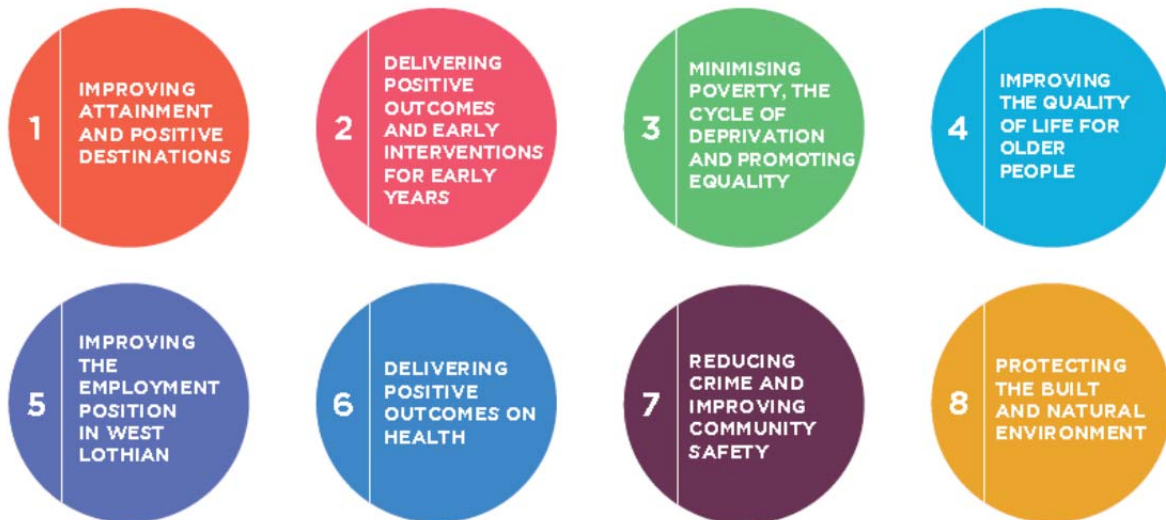 1
IMPROVING
ATTAINMENT
AND POSITIVE
DESTINATIONS
2
DELIVERING
POSITIVE
OUTCOMES
AND EARLY
INTERVENTIONS
FOR EARLY
YEARS
3
MINIMISING
POVERTY, THE
CYCLE OF
DEPRIVATION
AND PROMOTING
EQUALITY
4
IMPROVING
THE QUALITY
OF LIFE FOR
OLDER
PEOPLE
5
IMPROVING
THE
EMPLOYMENT
POSITION
IN WEST
LOTHIAN
6
DELIVERING
POSITIVE
OUTCOMES ON
HEALTH
7
REDUCING
CRIME AND
IMPROVING
COMMUNITY
SAFETY
8
PROTECTING
THE BUILT
AND NATURAL
ENVIRONMENT